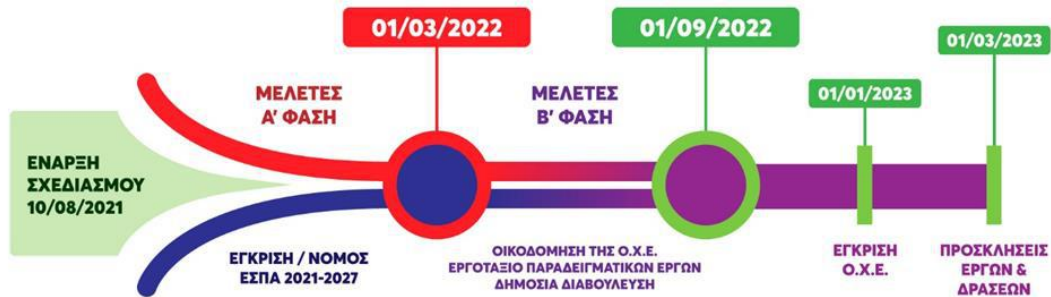 01/03/2022
01/09/2022
01/03/2023
ΜΕΛΕΤΕΣ
Α' ΦΑΣΗ
ΜΕΛΕΤΕΣ
Β' ΦΑΣΗ
01/01/2023
ΕΝΑΡΞΗ
ΣΧΕΔΙΑΣΜΟΥ
10/08/2021
ΕΓΚΡΙΣΗ / ΝΟΜΟΣ
ΕΣΠΑ 2021-2027
ΟΙΚΟΔΟΜΗΣΗ ΤΗΣ Ο.Χ.Ε.
ΕΡΓΟΤΑΞΙΟ ΠΑΡΑΔΕΙΓΜΑΤΙΚΩΝ ΕΡΓΩΝ
ΔΗΜΟΣΙΑ ΔΙΑΒΟΥΛΕΥΣΗ
ΕΓΚΡΙΣΗ
Ο.Χ.Ε.
ΠΡΟΣΚΛΗΣΕΙΣ
ΕΡΓΩΝ &
ΔΡΑΣΕΩΝ